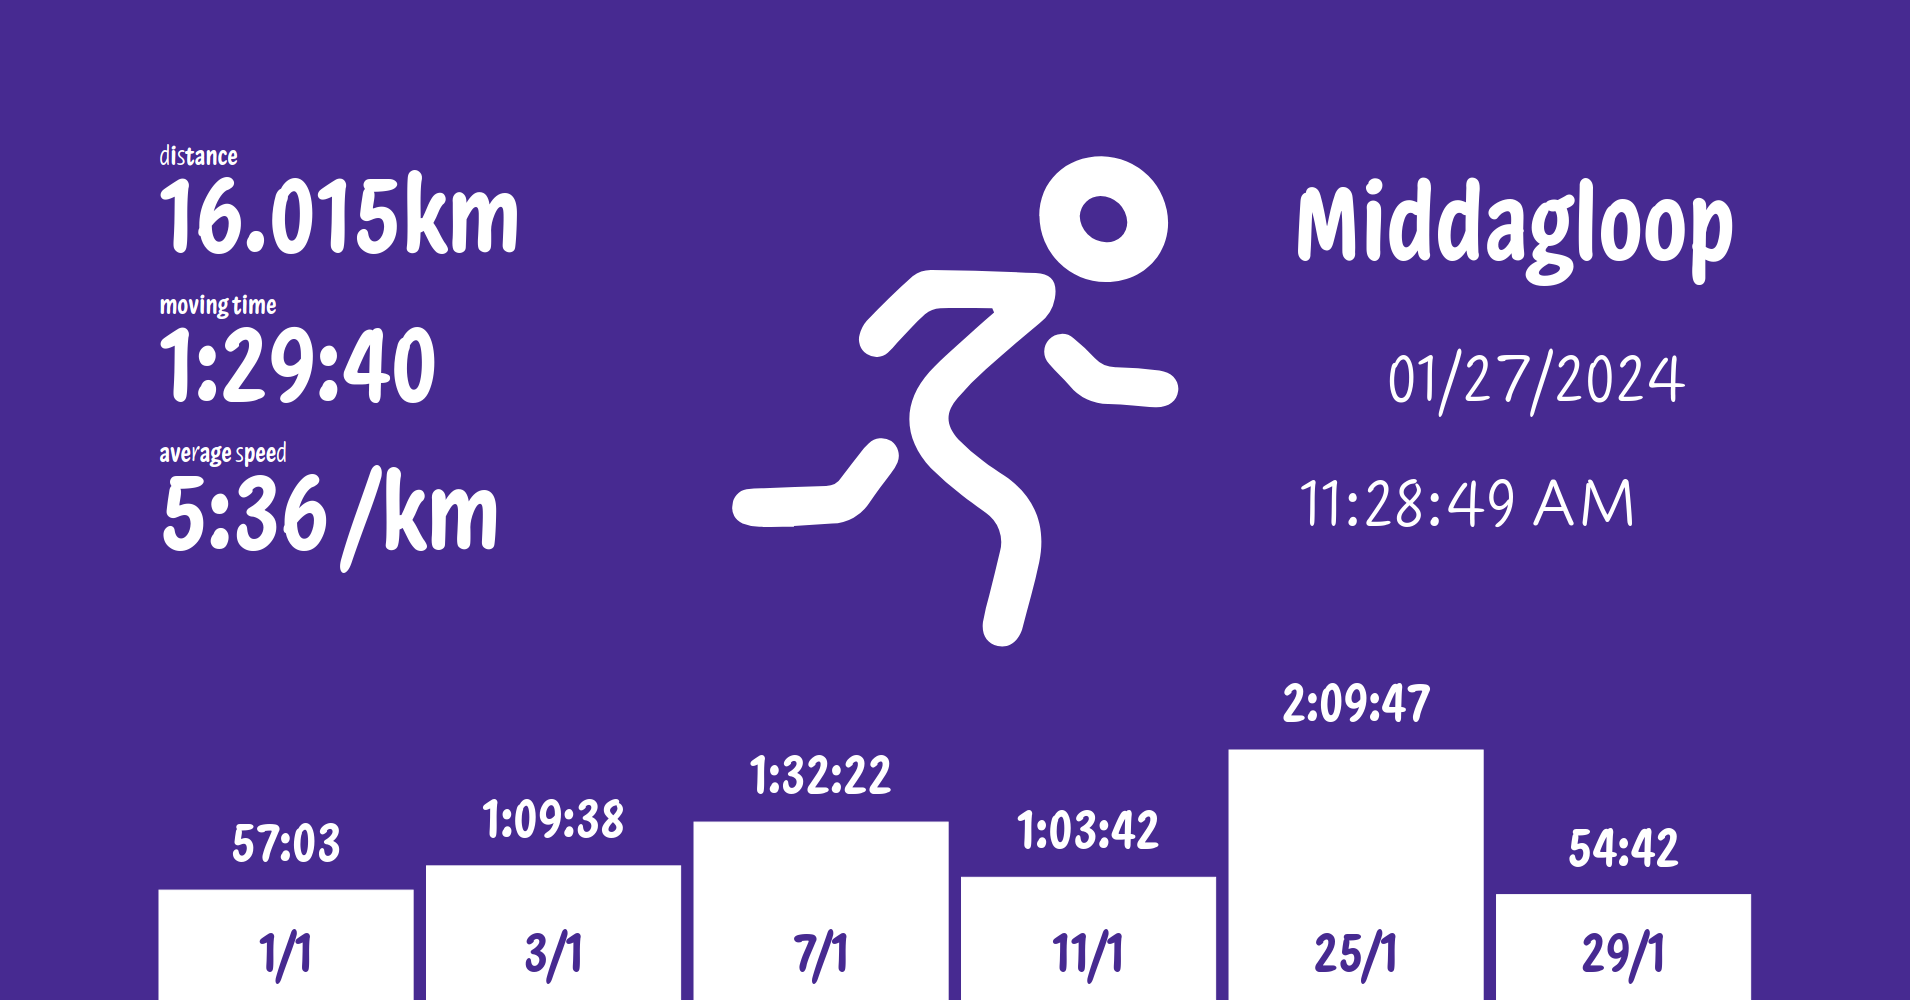 distance
16.015km
moving time
1:29:40
average speed
5:36 /km
Middagloop
01/27/2024
11:28:49 AM
57:03
1:09:38
1:32:22
1:03:42
2:09:47
54:42
1/1
3/1
7/1
11/1
25/1
29/1